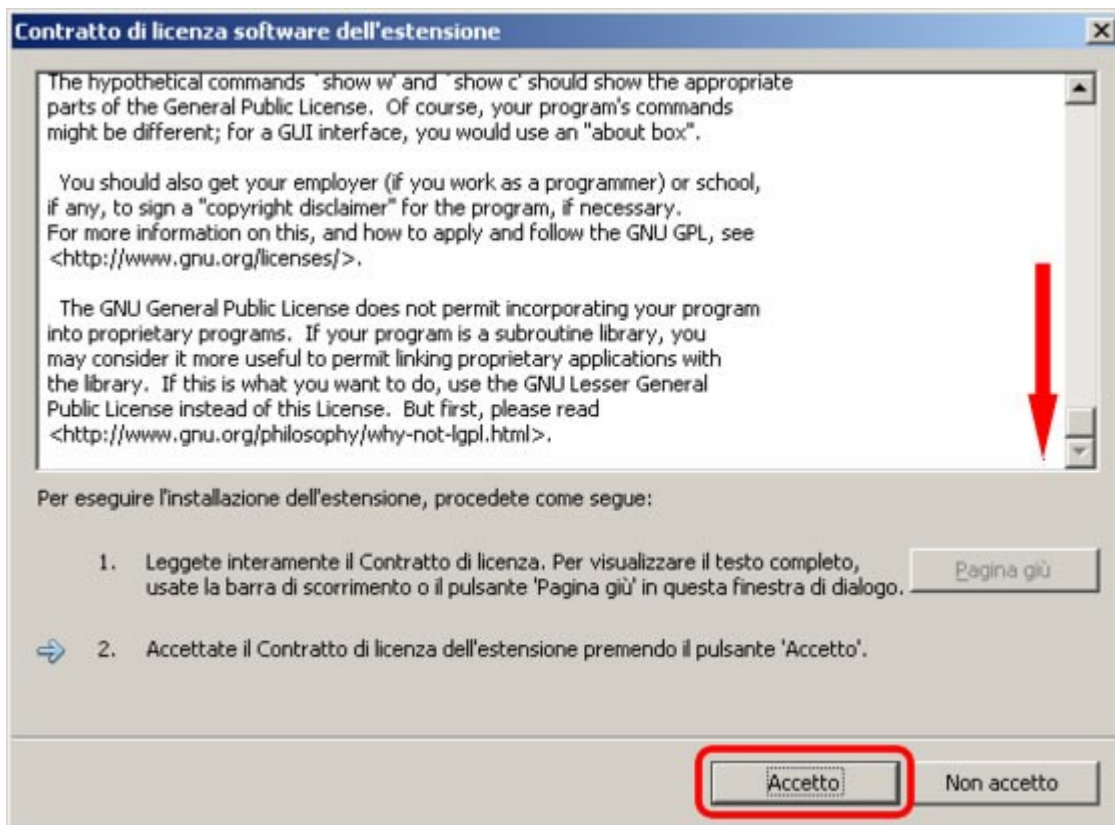 Contratto di licenza software dell'estensione
The hypothetical commands `show w' and `show c' should show the appropriate
parts of the General Public License.  Of course, your program's commands
might be different; for a GUI interface, you would use an "about box".
You should also get your employer (if you work as a programmer) or school,
if any, to sign a "copyright disclaimer" for the program, if necessary.
For more information on this, and how to apply and follow the GNU GPL, see
<http://www.gnu.org/licenses/>.
The GNU General Public License does not permit incorporating your program
into proprietary programs.  If your program is a subroutine library, you
may consider it more useful to permit linking proprietary applications with
the library.  If this is what you want to do, use the GNU Lesser General
Public License instead of this License.  But first, please read
<http://www.gnu.org/philosophy/why-not-lgpl.html>.
Per eseguire l'installazione dell'estensione, procedete come segue:
1. Leggete interamente il Contratto di licenza. Per visualizzare il testo completo,
usate la barra di scorrimento o il pulsante 'Pagina giù' in questa finestra di dialogo.
Pagina giù
2. Accettate il Contratto di licenza dell'estensione premendo il pulsante 'Accetto'.
Accetto
Non accetto